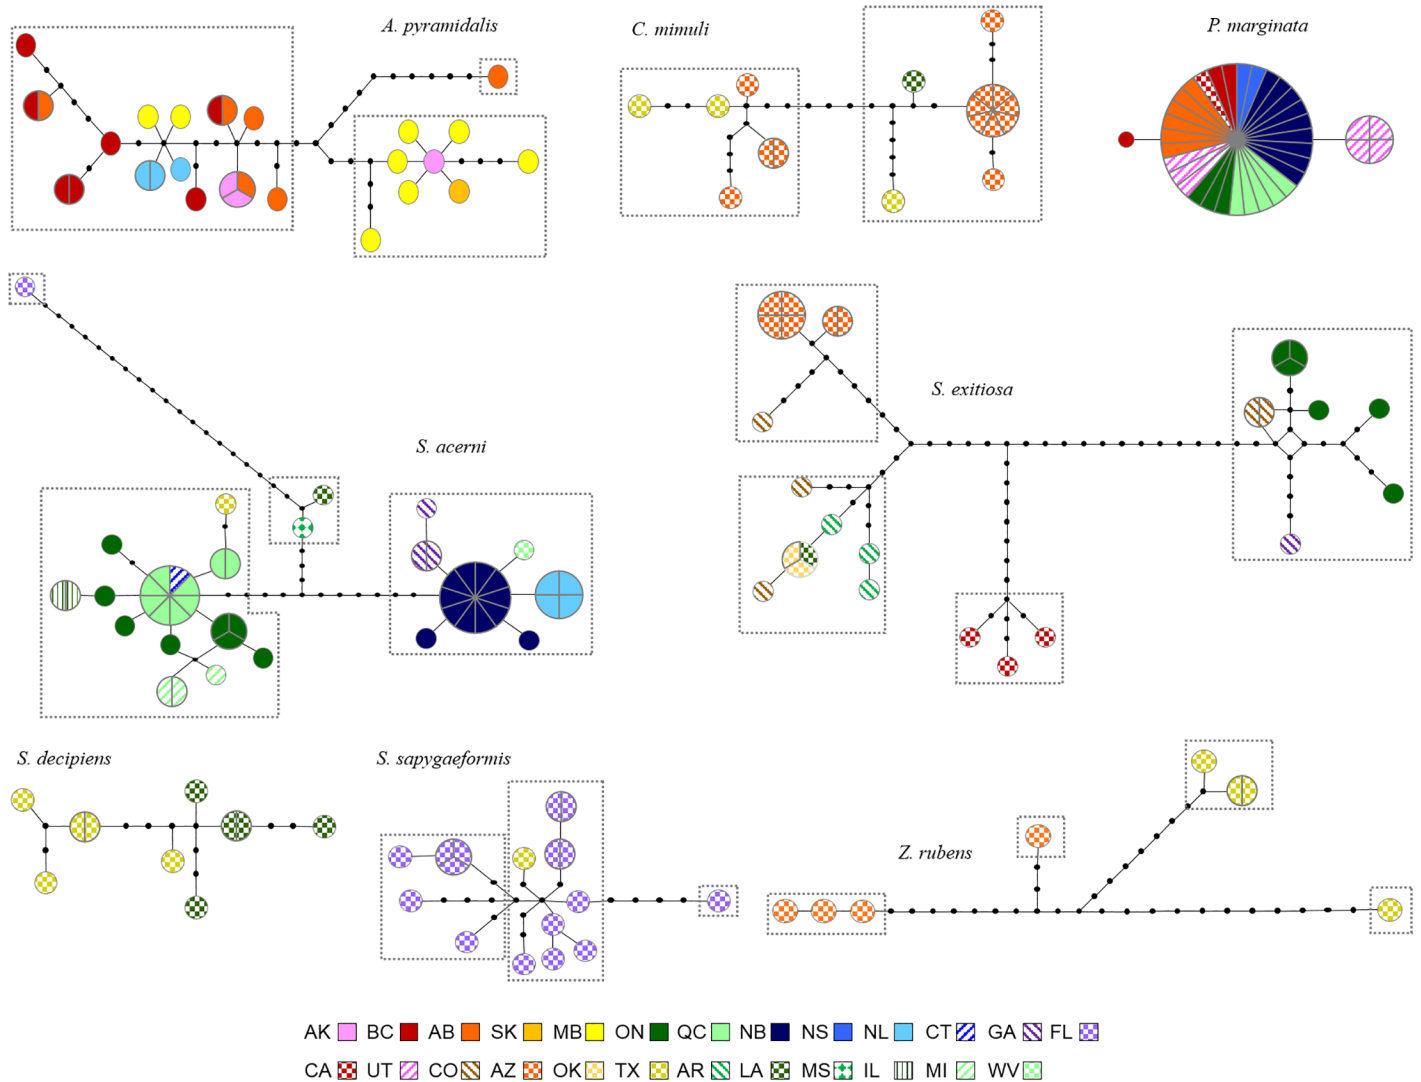 A. pyramidalis
C. mimuli
P. marginata
S. exitiosa
S. acerni
S. decipiens
S. sapygaeformis
Z. rubens
AK BC AB SK MB ON QC NB NS NL CT GA FL
CA UT CO AZ OK TX AR LA MS IL MI WV